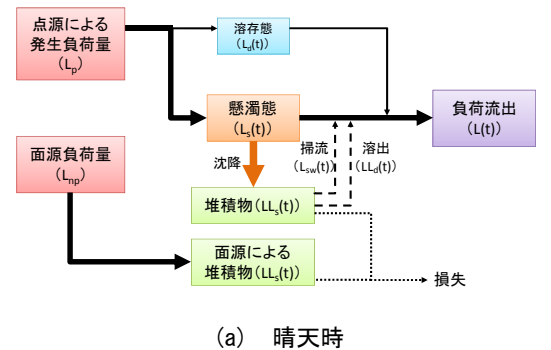 点源による
発生負荷量
（Lp）
溶存態
（Ld(t)）
懸濁態
（Ls(t)）
負荷流出
（L(t)）
面源負荷量
（Lnp）
沈降
掃流
（Lsw(t)）
溶出
（LLd(t)）
堆積物（LLs(t)）
面源による
堆積物（LLs(t)）
損失
(a) 晴天時